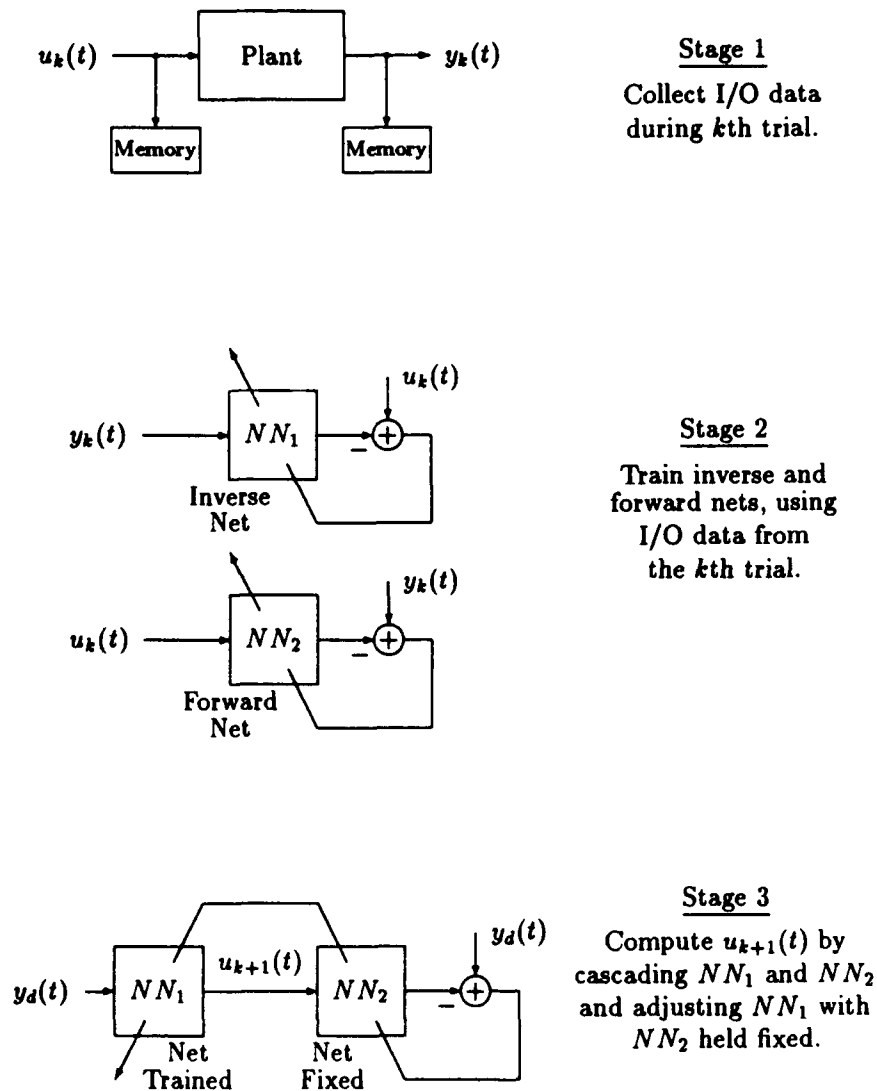 u_k(t)
Plant
y_k(t)
Memory
Memory
Stage 1
Collect I/O data
during kth trial.
u_k(t)
y_k(t)
NN_1
−
+
Inverse
Net
y_k(t)
u_k(t)
NN_2
−
+
Forward
Net
Stage 2
Train inverse and
forward nets, using
I/O data from
the kth trial.
y_d(t)
y_d(t)
NN_1
u_{k+1}(t)
NN_2
−
+
Net
Trained
Net
Fixed
Stage 3
Compute u_{k+1}(t) by
cascading NN_1 and NN_2
and adjusting NN_1 with
NN_2 held fixed.